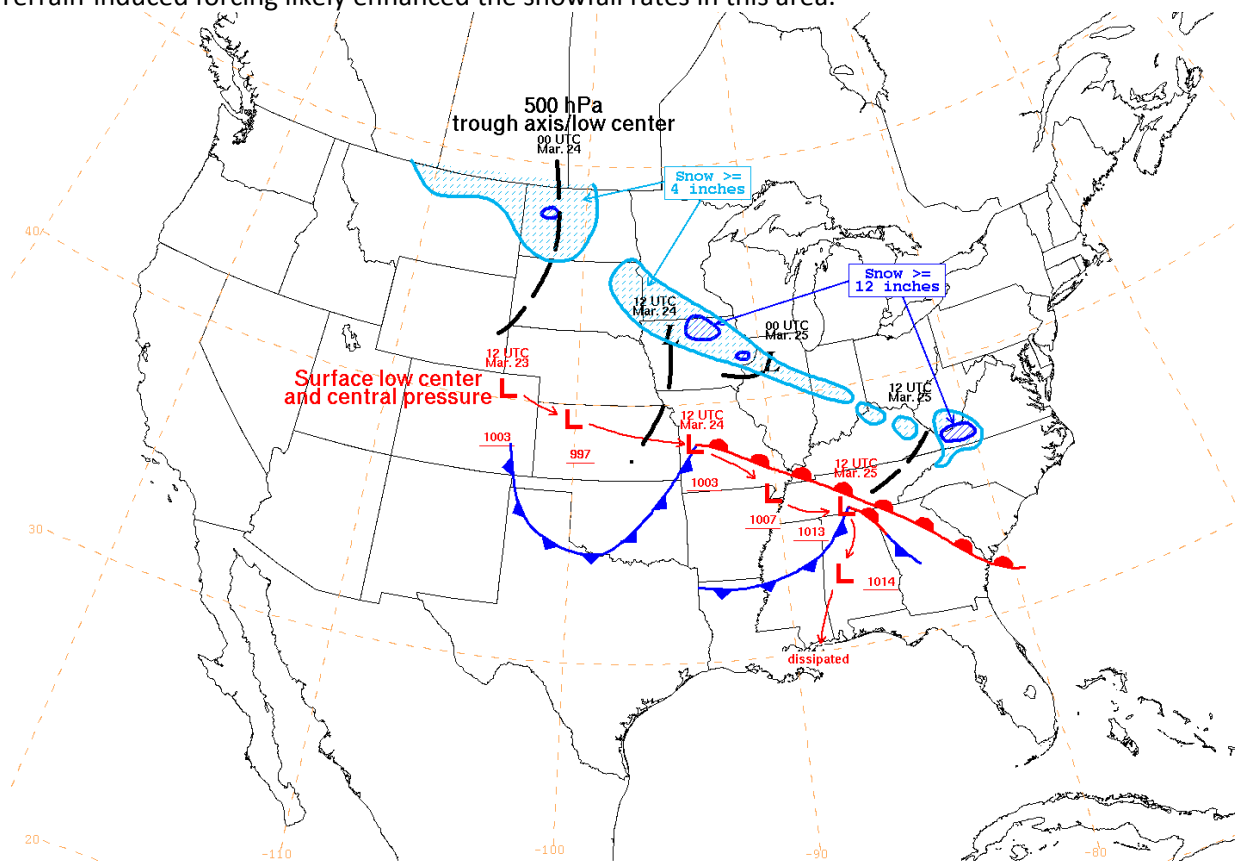 Terrain-induced forcing likely enhanced the snowfall rates in this area.
500 hPa
trough axis/low center
00 UTC
Mar. 24
Snow >=
4 inches
40
Snow >=
12 inches
12 UTC
Mar. 24
00 UTC
Mar. 25
L
L
12 UTC
Mar. 23
L
Surface low center
and central pressure
12 UTC
Mar. 25
L
12 UTC
Mar. 24
L
1003
997
1003
12 UTC
Mar. 25
L
L
1007
1013
30
L
1014
dissipated
20
-110
-100
-90
-80